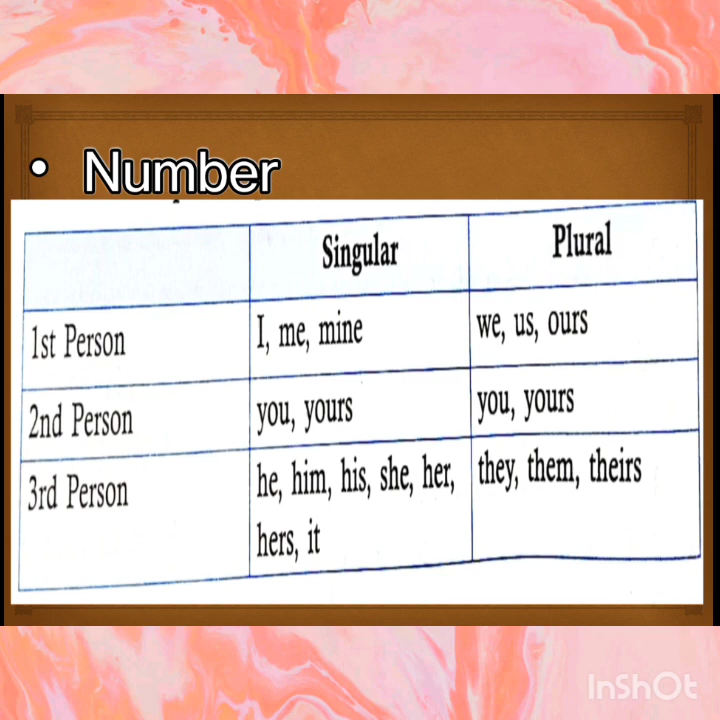 • Number
Singular Plural
1st Person I, me, mine we, us, ours
2nd Person you, yours you, yours
3rd Person he, him, his, she, her, they, them, theirs
hers, it
InShOt